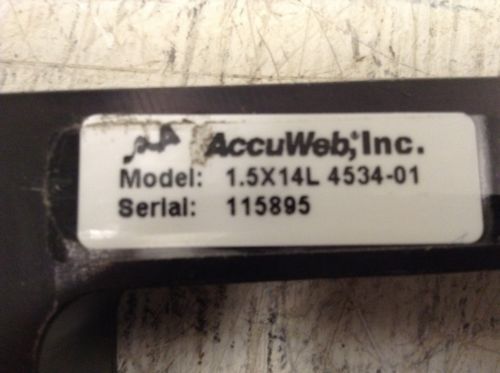 AccuWeb, Inc.
Model: 1.5X14L 4534-01
Serial: 115895